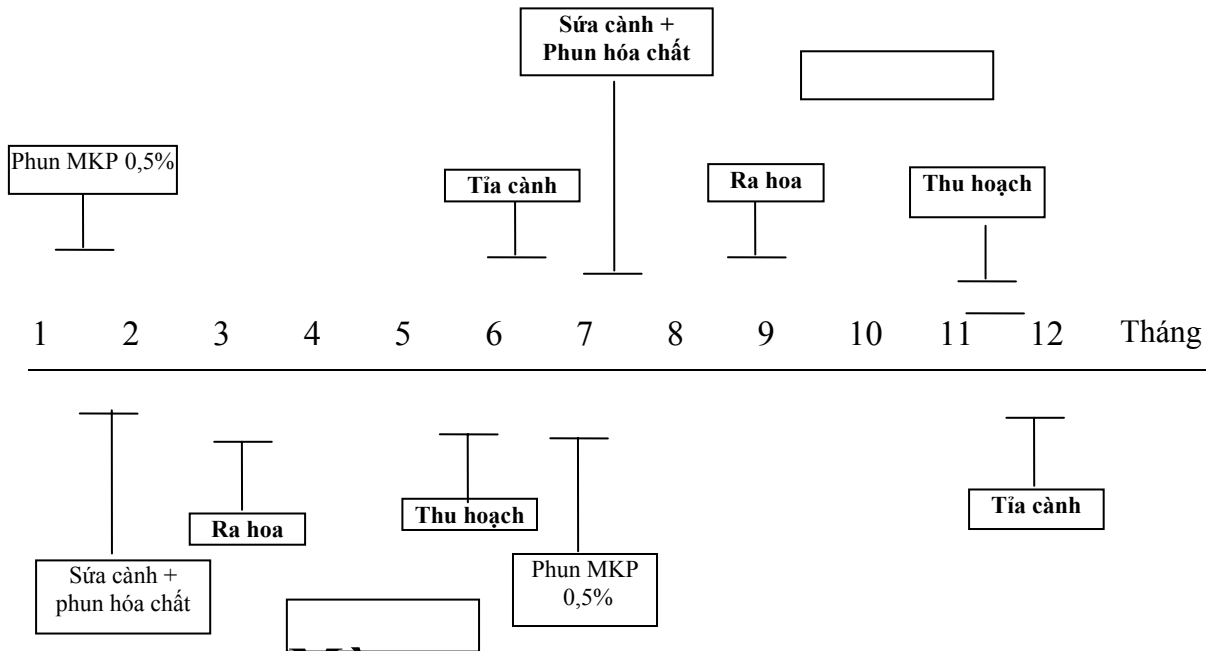 Sứa cành +
Phun hóa chất
Phun MKP 0,5%
Tỉa cành
Ra hoa
Thu hoạch
1 2 3 4 5 6 7 8 9 10 11 12 Tháng
Ra hoa
Thu hoạch
Tỉa cành
Sứa cành +
phun hóa chất
Phun MKP
0,5%